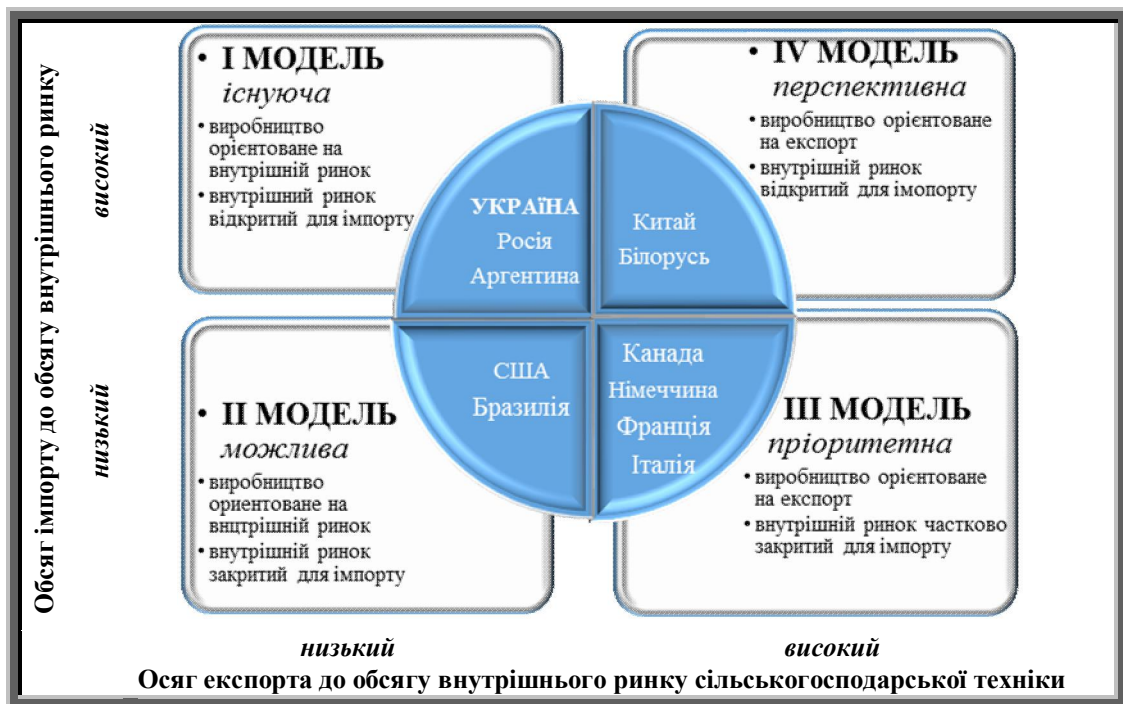 Обсяг імпорту до обсягу внутрішнього ринку
високий
низький
• І МОДЕЛЬ
існуюча
• виробництво
орієнтоване на
внутрішній ринок
• внутрішний ринок
відкритий для імпорту
• IV МОДЕЛЬ
перспективна
• виробництво орієнтоване
на експорт
• внутрішній ринок
відкритий для імопорту
УКРАЇНА
Росія
Аргентина
Китай
Білорусь
США
Бразилія
Канада
Німеччина
Франція
Італія
• ІІ МОДЕЛЬ
можлива
• виробництво
ориентоване на
внцтрішній ринок
• внутрішній ринок
закритий для імпорту
ІІІ МОДЕЛЬ
пріоритетна
• виробництво орієнтоване
на експорт
• внутрішній ринок частково
закритий для імпорту
низький
високий
Осяг експорта до обсягу внутрішнього ринку сільськогосподарської техніки